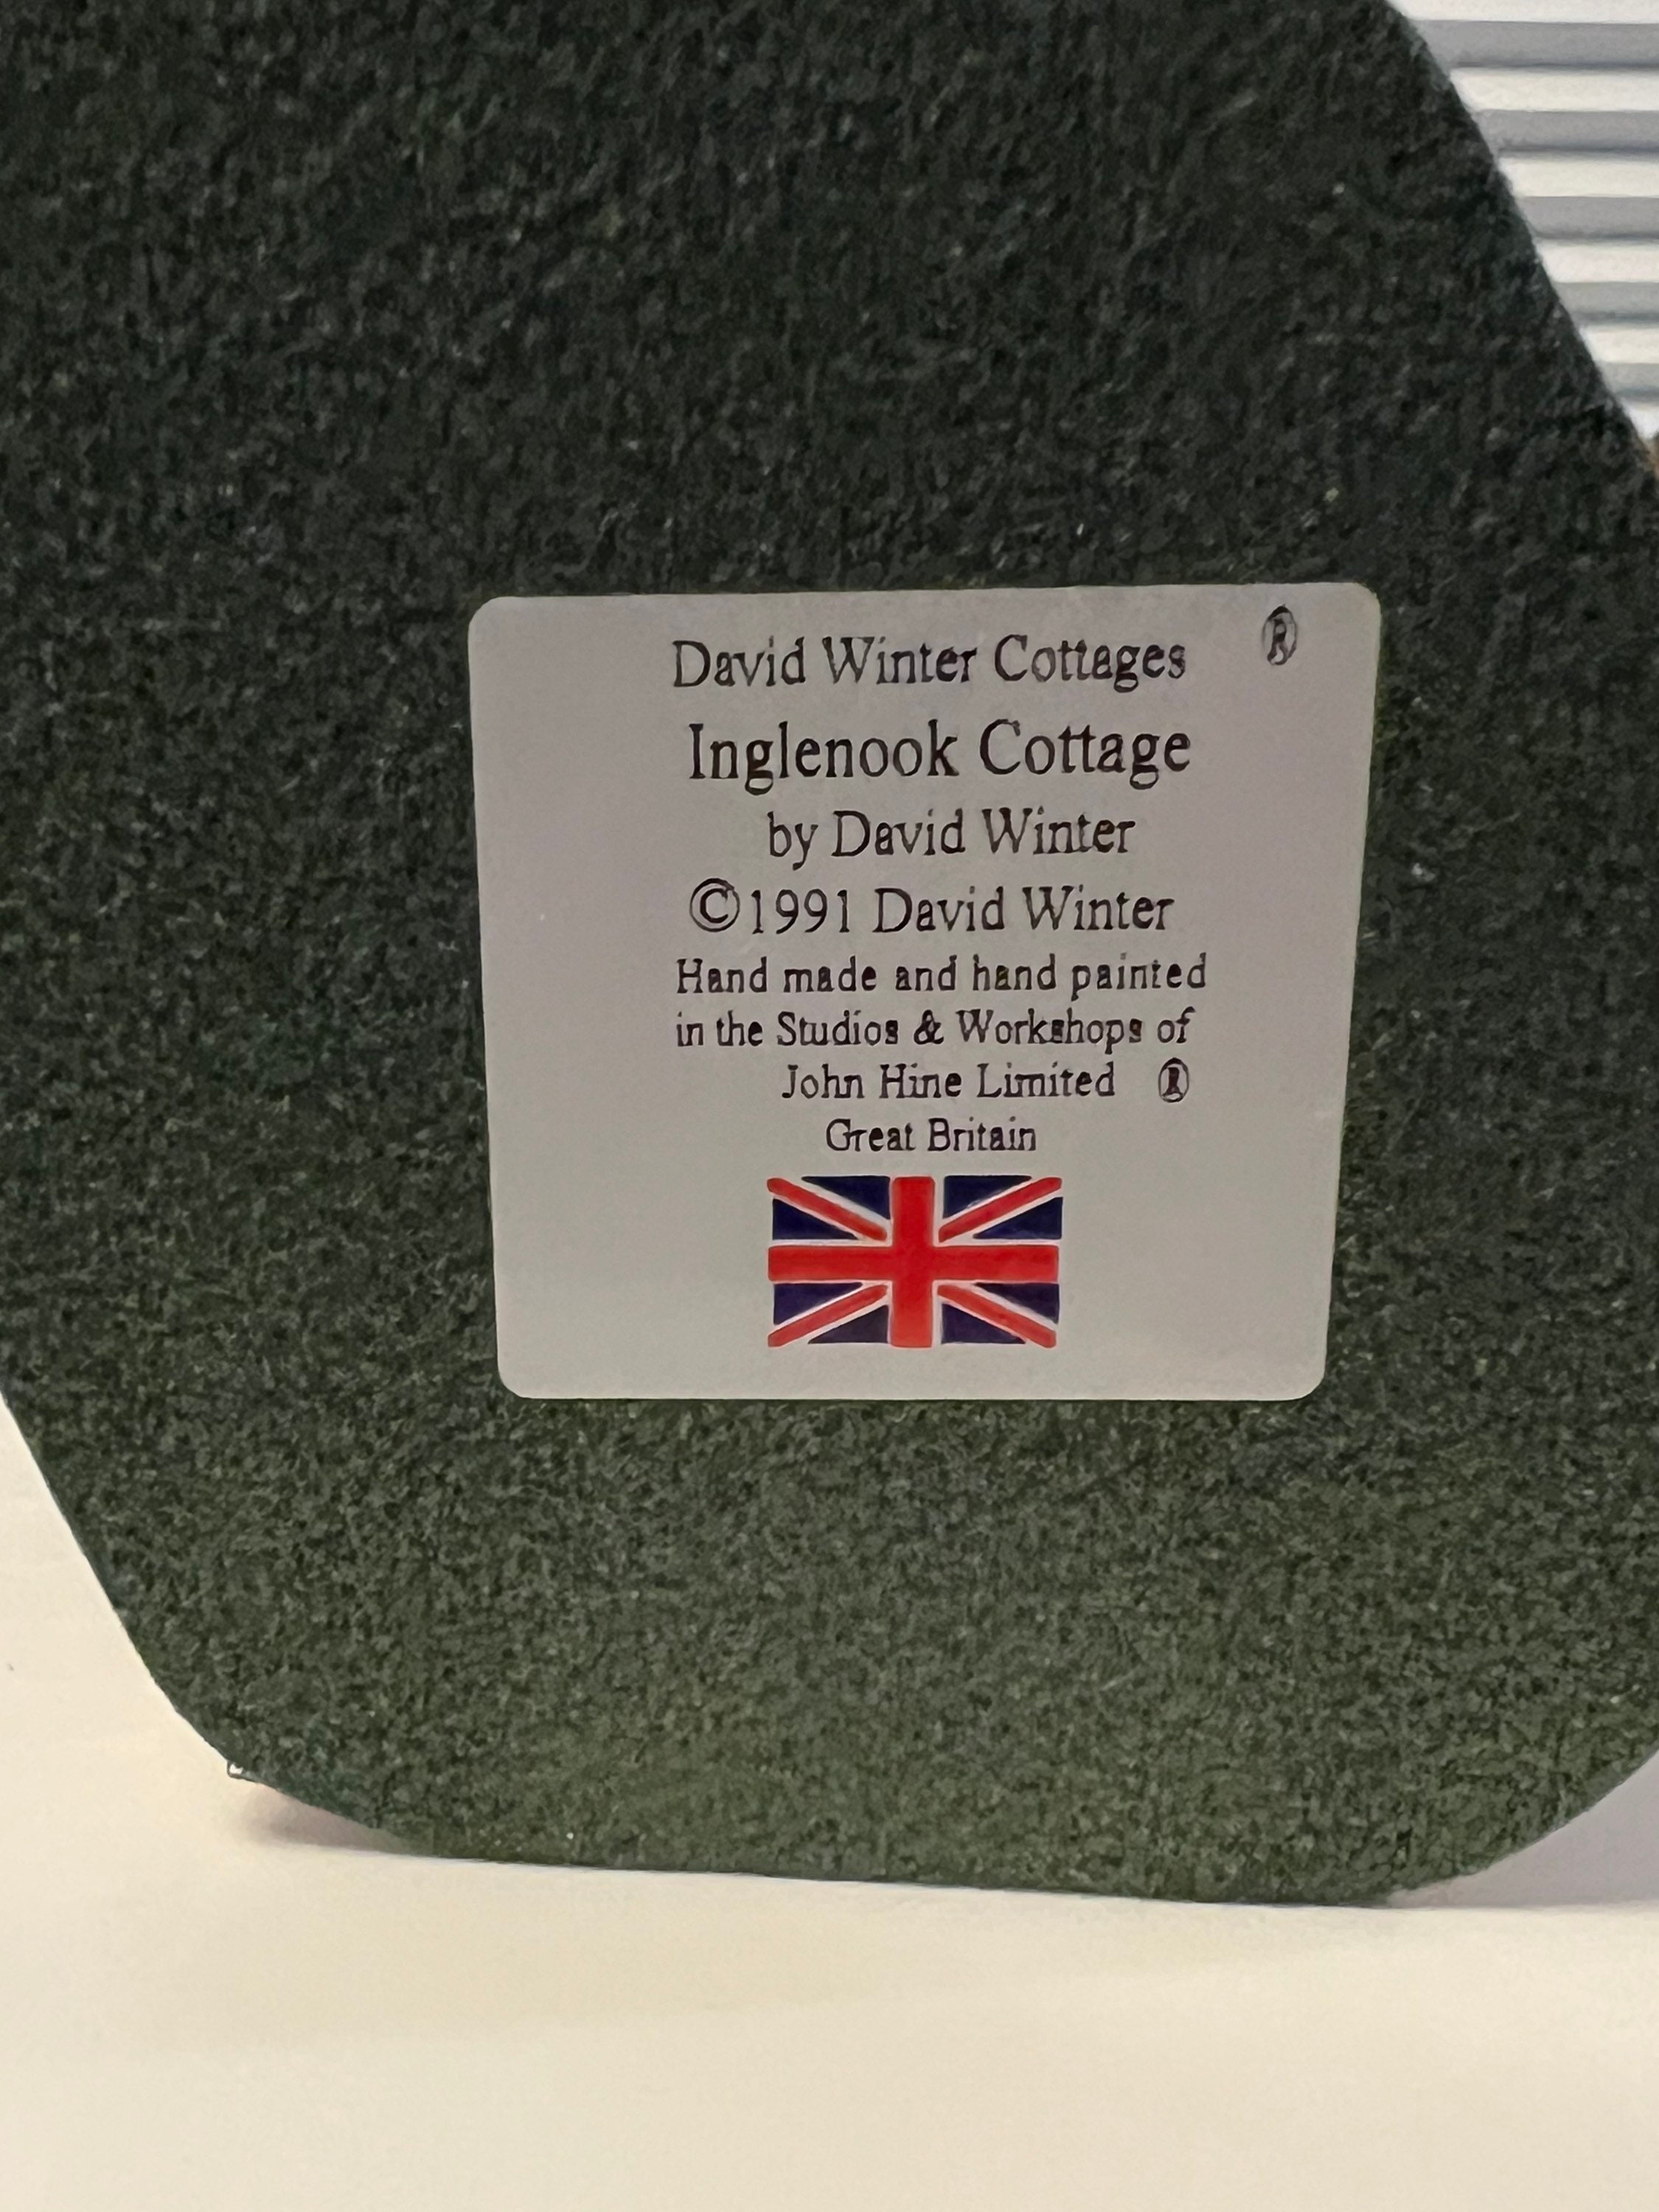 David Winter Cottages ®
Inglenook Cottage
by David Winter
©1991 David Winter
Hand made and hand painted
in the Studios & Workshops of
John Hine Limited ®
Great Britain